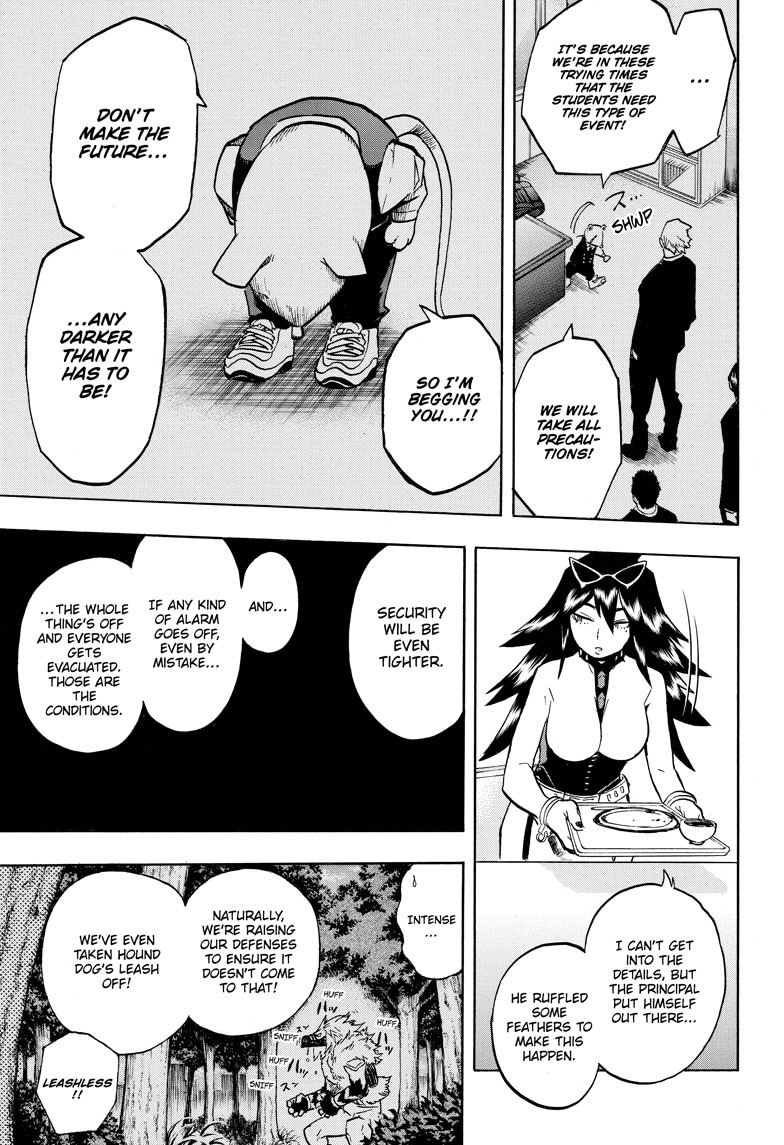 ...
IT'S BECAUSE
WE'RE IN THESE
TRYING TIMES
THAT THE
STUDENTS NEED
THIS TYPE OF
EVENT!
ス...
SHWP
WE WILL
TAKE ALL
PRECAU-
TIONS!
DON'T
MAKE THE
FUTURE...
...ANY
DARKER
THAN IT
HAS TO
BE!
SO I'M
BEGGING
YOU...!!
I CAN'T GET
INTO THE
DETAILS, BUT
THE PRINCIPAL
PUT HIMSELF
OUT THERE...
HE RUFFLED
SOME
FEATHERS TO
MAKE THIS
HAPPEN.
SECURITY
WILL BE
EVEN
TIGHTER.
AND...
IF ANY KIND
OF ALARM
GOES OFF,
EVEN BY
MISTAKE...
...THE WHOLE
THING'S OFF
AND EVERYONE
GETS
EVACUATED.
THOSE ARE
THE
CONDITIONS.
INTENSE
...
NATURALLY,
WE'RE RAISING
OUR DEFENSES
TO ENSURE IT
DOESN'T COME
TO THAT!
WE'VE EVEN
TAKEN HOUND
DOG'S LEASH
OFF!
HUFF
HUFF
SNIFF
HUFF
SNIFF
LEASHLESS
!!